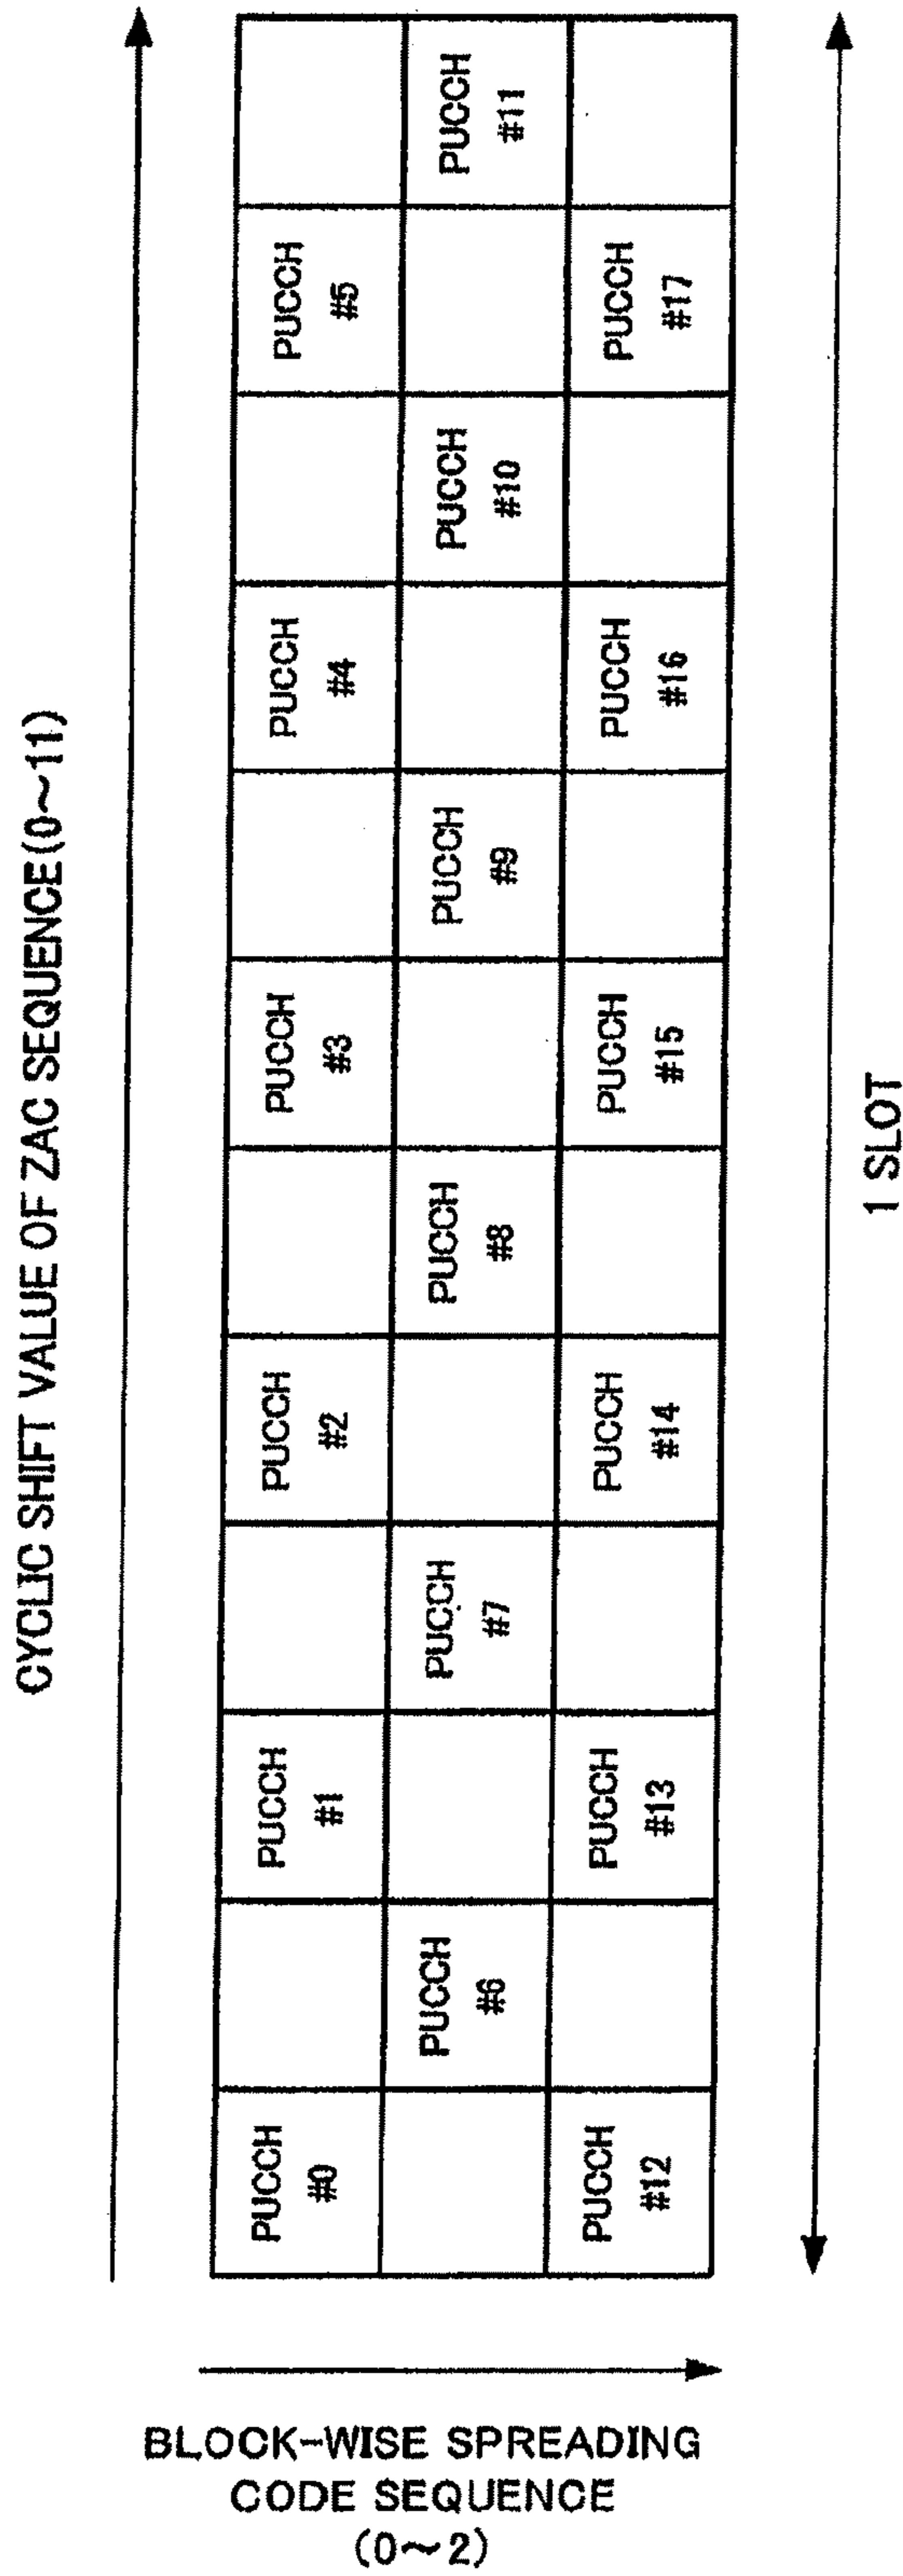 CYCLIC SHIFT VALUE OF ZAC SEQUENCE(0~11)
PUCCH
#0
PUCCH
#1
PUCCH
#2
PUCCH
#3
PUCCH
#4
PUCCH
#5
PUCCH
#6
PUCCH
#7
PUCCH
#8
PUCCH
#9
PUCCH
#10
PUCCH
#11
PUCCH
#12
PUCCH
#13
PUCCH
#14
PUCCH
#15
PUCCH
#16
PUCCH
#17
1 SLOT
BLOCK-WISE SPREADING
CODE SEQUENCE
(0~2)